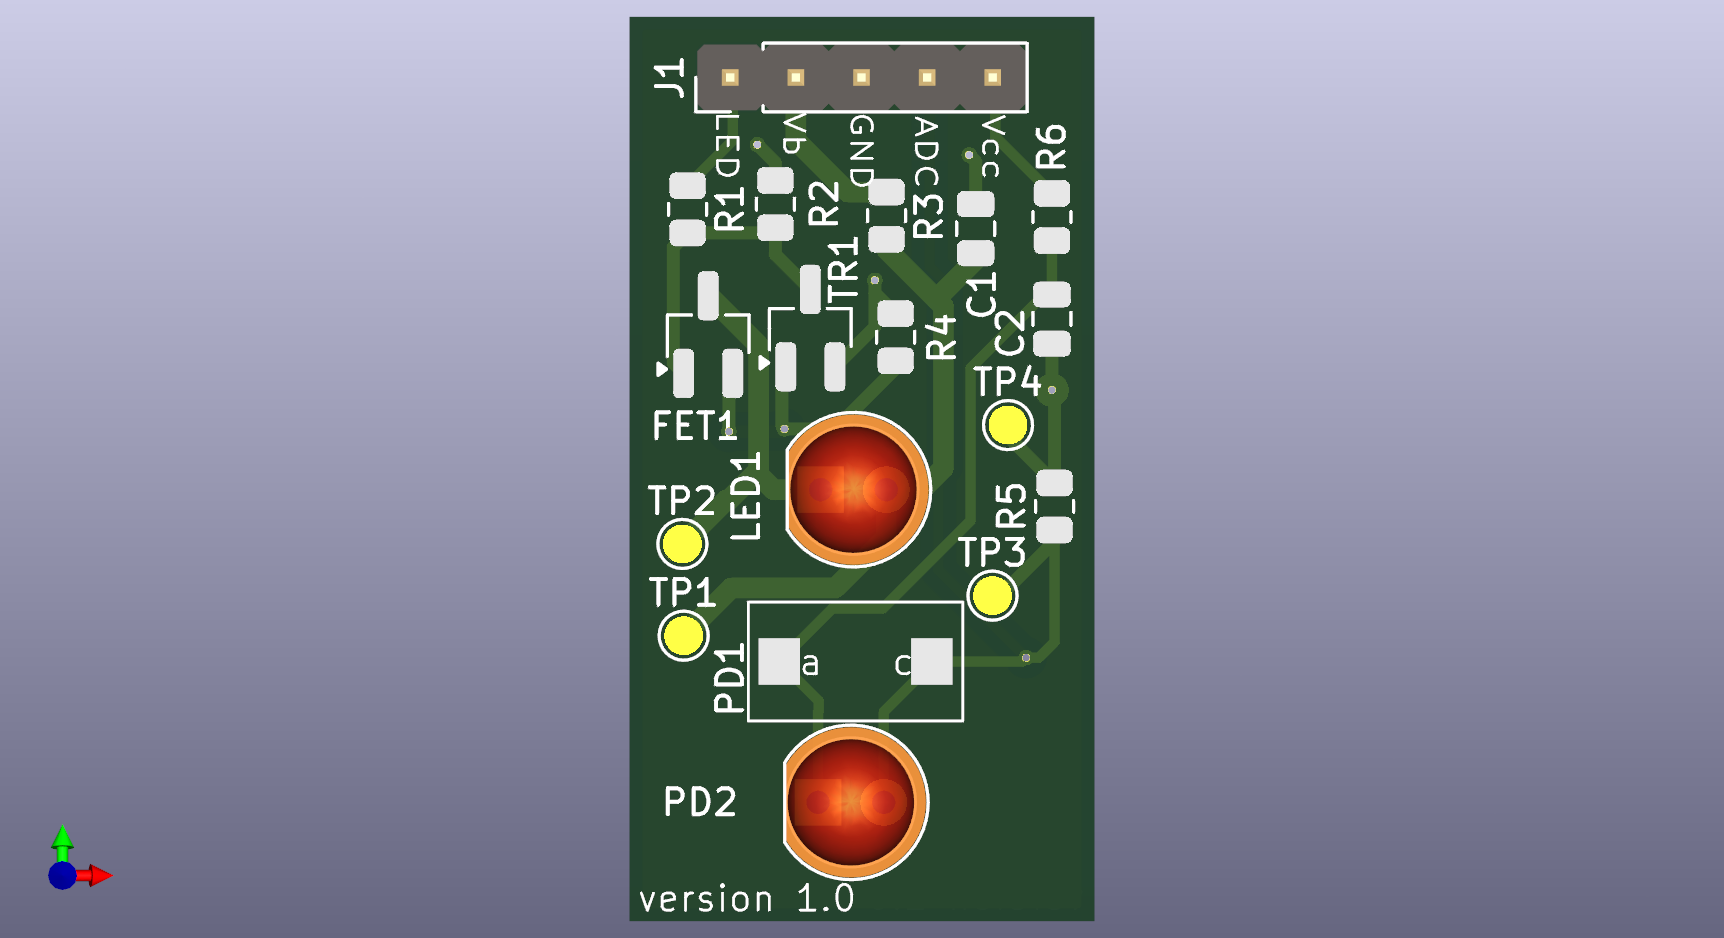 J1
LED
Vb
GND
ADC
Vcc
R6
R1
R2
R3
TR1
C1
R4
C2
TP4
FET1
LED1
TP2
R5
TP3
TP1
PD1
a
c
PD2
version 1.0